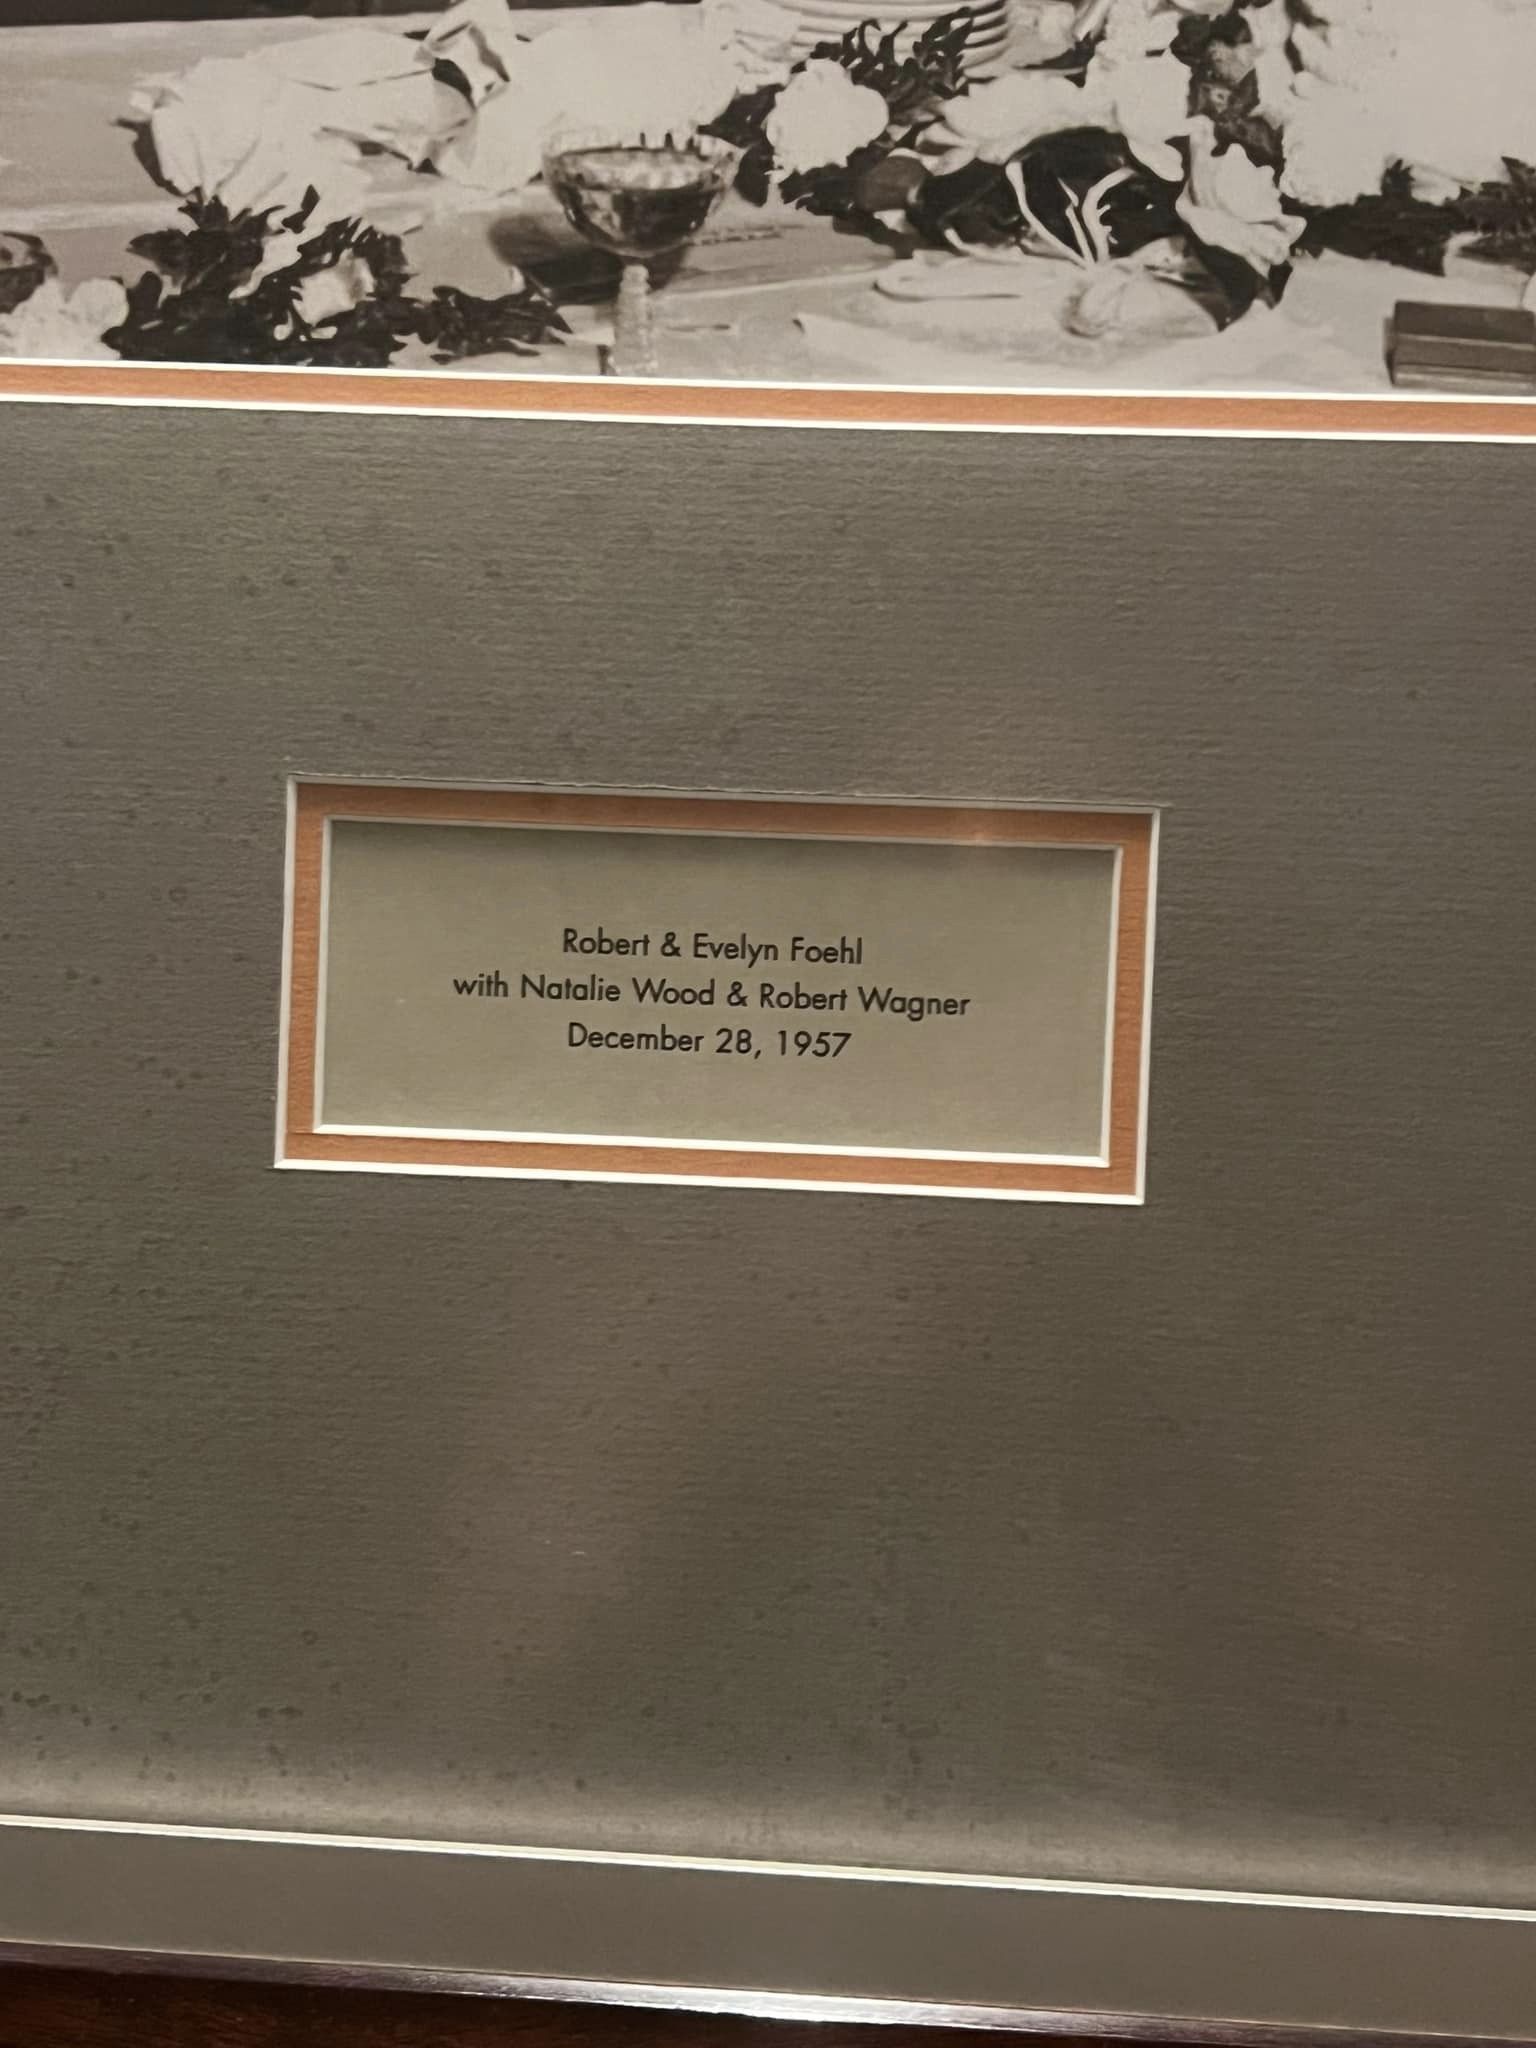 Robert & Evelyn Foehl
with Natalie Wood & Robert Wagner
December 28, 1957